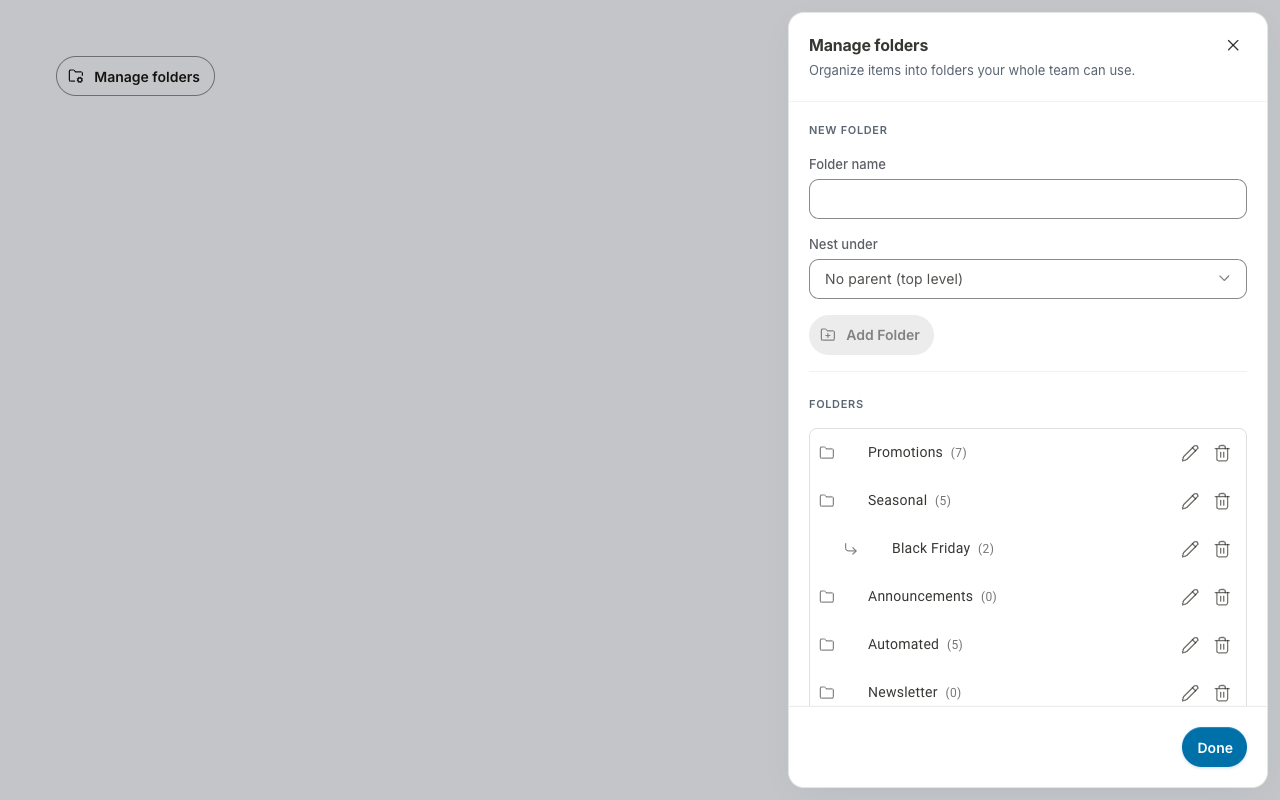 Manage folders
Manage folders
Organize items into folders your whole team can use.
NEW FOLDER
Folder name
Nest under
No parent (top level)
Add Folder
FOLDERS
Promotions (7)
Seasonal (5)
Black Friday (2)
Announcements (0)
Automated (5)
Newsletter (0)
Done